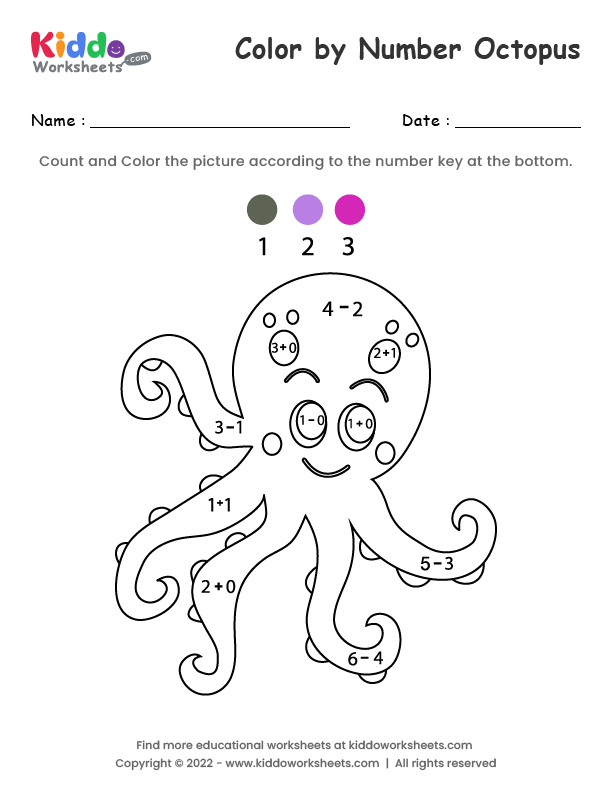 Kiddo
Worksheets .com
Color by Number Octopus
Name : Date :
Count and Color the picture according to the number key at the bottom.
1 2 3
4-2
3+0
2+1
3-1
1-0
1+0
1+1
5-3
2+0
6-4
Find more educational worksheets at kiddoworksheets.com
Copyright © 2022 - www.kiddoworksheets.com | All rights reserved